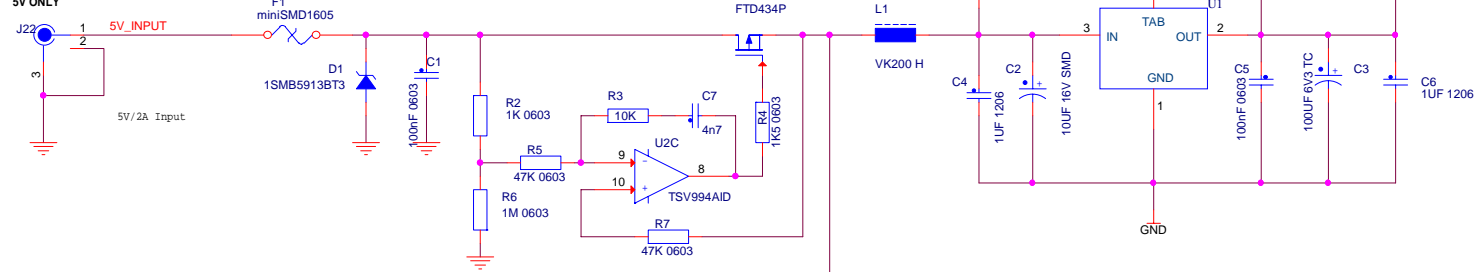 5V ONLY
J22
1
5V_INPUT
2
3
5V/2A Input
F1
miniSMD1605
D1
1SMB5913BT3
C1
100nF 0603
R2
1K 0603
R5
47K 0603
R6
1M 0603
R3
10K
C7
4n7
U2C
9
10
8
TSV994AID
R7
47K 0603
R4
1K5 0603
FTD434P
L1
VK200 H
C4
1UF 1206
C2
10UF 16V SMD
U1
TAB
3
IN
OUT
2
GND
1
GND
C5
100nF 0603
C3
100UF 6V3 TC
C6
1UF 1206